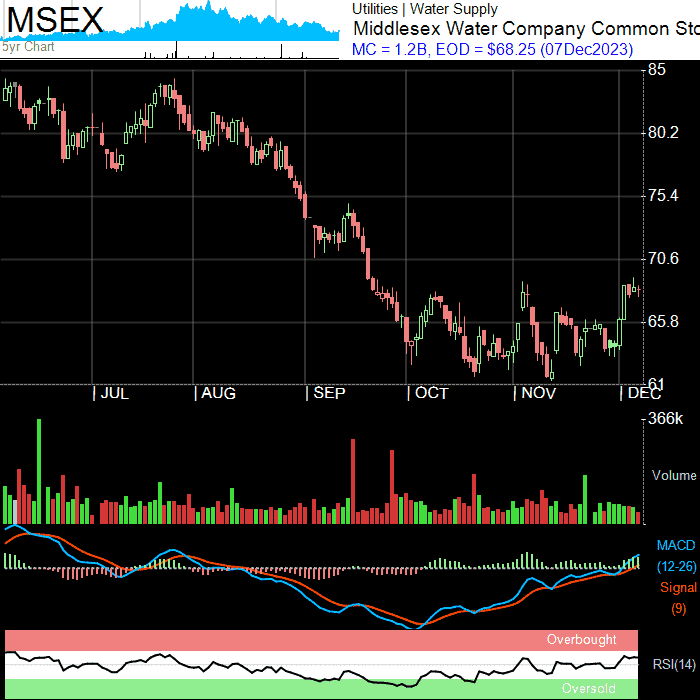 MSEX
5yr Chart
Utilities | Water Supply
Middlesex Water Company Common Sto
MC = 1.2B, EOD = $68.25 (07Dec2023)
85
80.2
75.4
70.6
65.8
61
| JUL | AUG | SEP | OCT | NOV | DEC
366k
Volume
MACD
(12-26)
Signal
(9)
Overbought
RSI(14)
Oversold